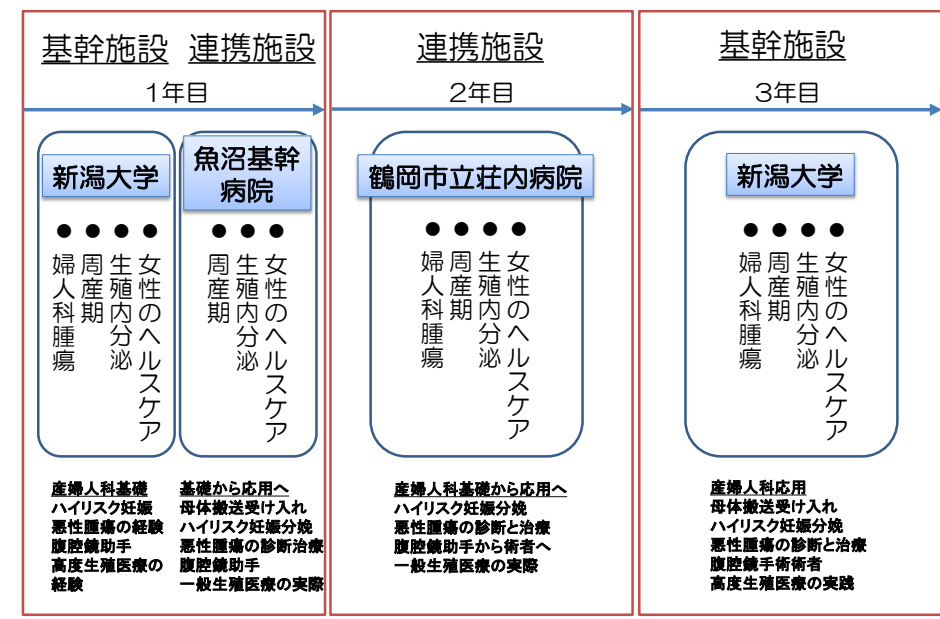 基幹施設 連携施設
1年目
新潟大学
●婦人科腫瘍
●周産期
●生殖内分泌
●女性のヘルスケア
産婦人科基礎
ハイリスク妊娠
悪性腫瘍の経験
腹腔鏡助手
高度生殖医療の
経験
魚沼基幹
病院
●周産期
●生殖内分泌
●女性のヘルスケア
基礎から応用へ
母体搬送受け入れ
ハイリスク妊娠分娩
悪性腫瘍の診断治療
腹腔鏡助手
一般生殖医療の実際
連携施設
2年目
鶴岡市立荘内病院
●婦人科腫瘍
●周産期
●生殖内分泌
●女性のヘルスケア
産婦人科基礎から応用へ
ハイリスク妊娠分娩
悪性腫瘍の診断と治療
腹腔鏡助手から術者へ
一般生殖医療の実際
基幹施設
3年目
新潟大学
●婦人科腫瘍
●周産期
●生殖内分泌
●女性のヘルスケア
産婦人科応用
母体搬送受け入れ
ハイリスク妊娠分娩
悪性腫瘍の診断と治療
腹腔鏡手術術者
高度生殖医療の実践